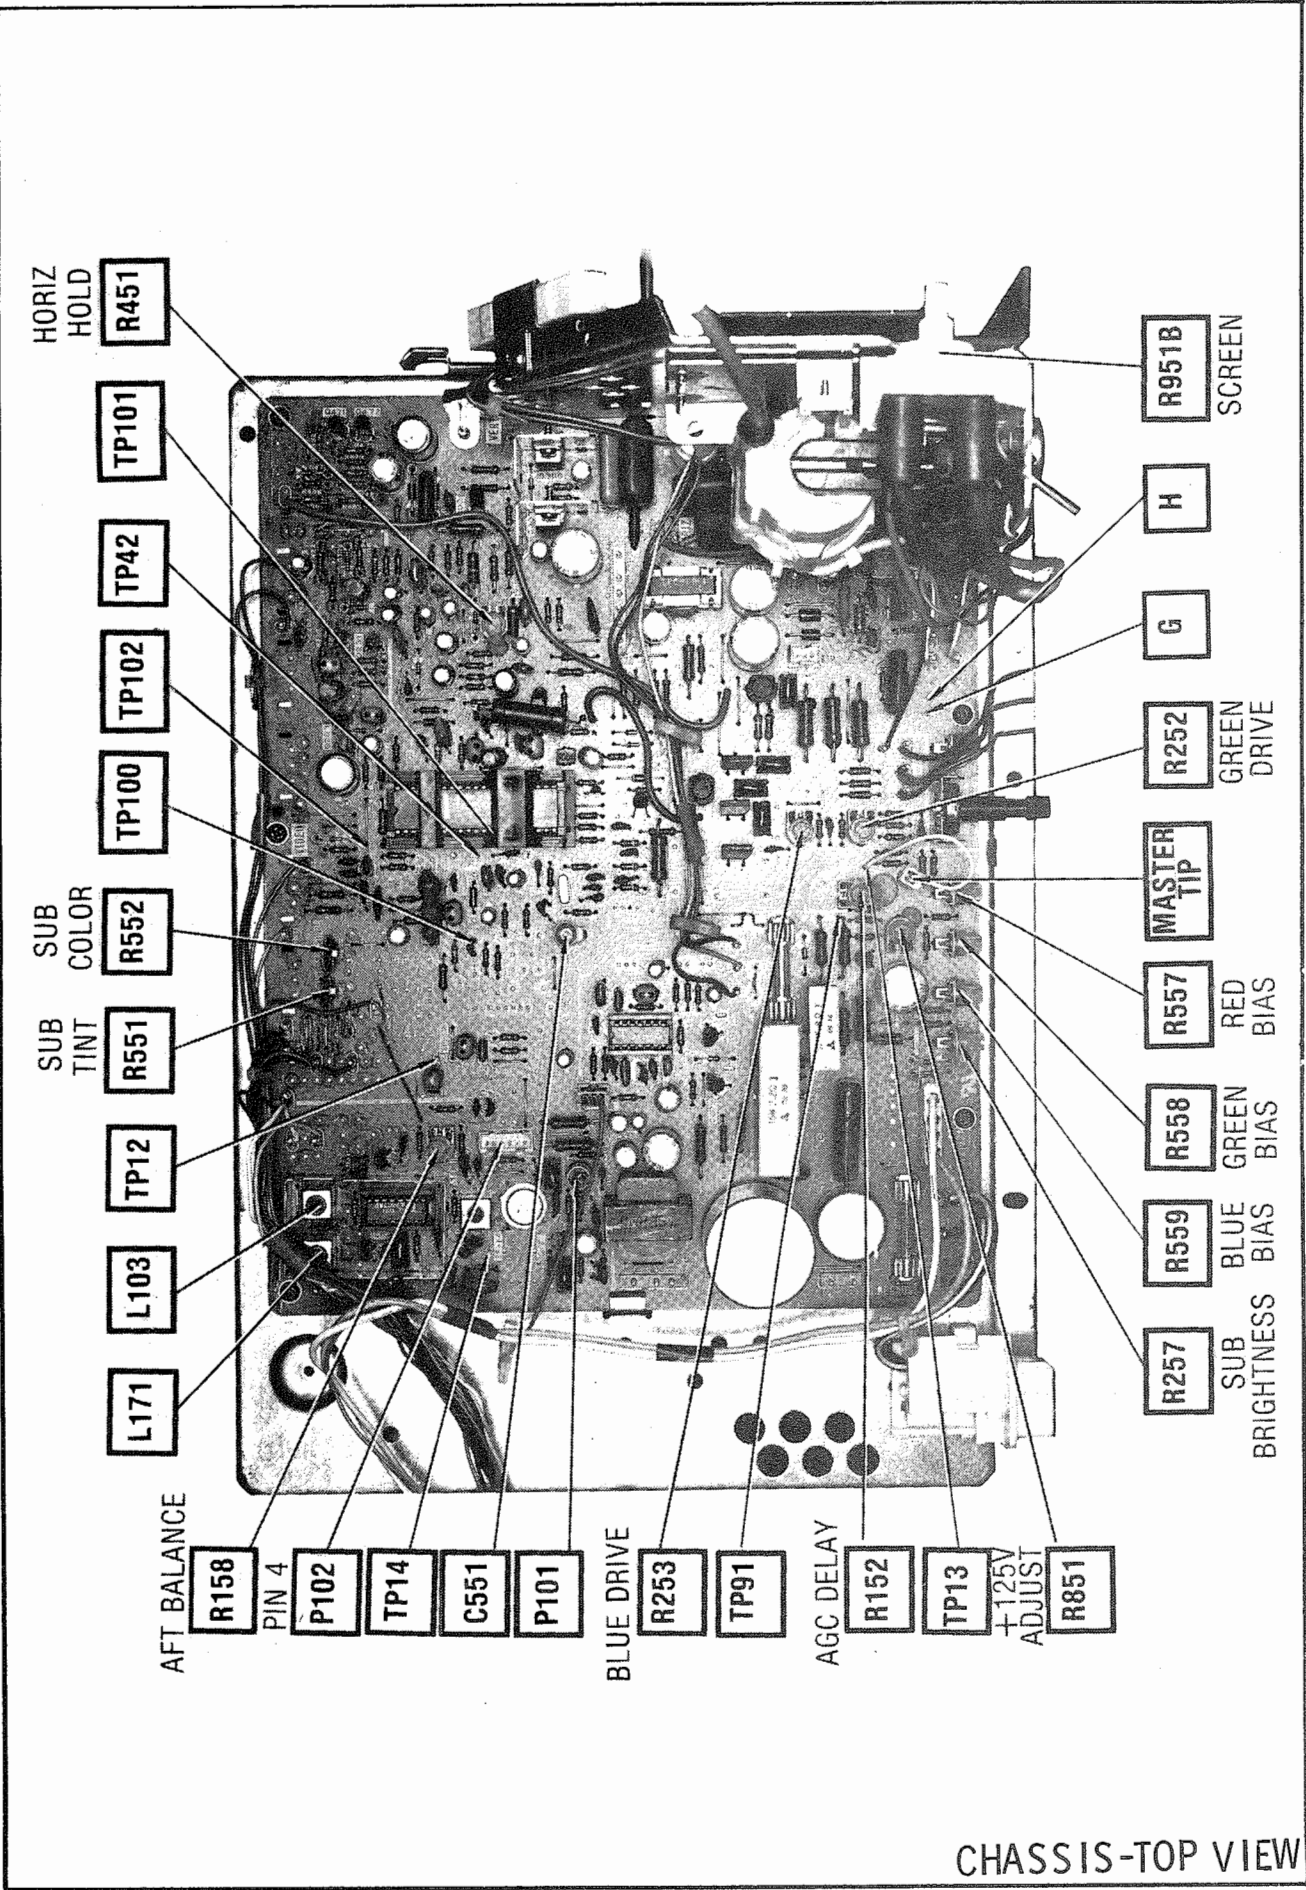 HORIZ
HOLD
R451
TP101
TP42
TP102
TP100
SUB
COLOR
R552
SUB
TINT
R551
TP12
L103
L171
AFT BALANCE
R158
PIN 4
P102
TP14
C551
P101
BLUE DRIVE
R253
TP91
AGC DELAY
R152
TP13
+125V
ADJUST
R851
R951B
SCREEN
H
G
R252
GREEN
DRIVE
MASTER
TIP
R557
RED
BIAS
R558
GREEN
BIAS
R559
BLUE
BIAS
R257
SUB
BRIGHTNESS
CHASSIS-TOP VIEW